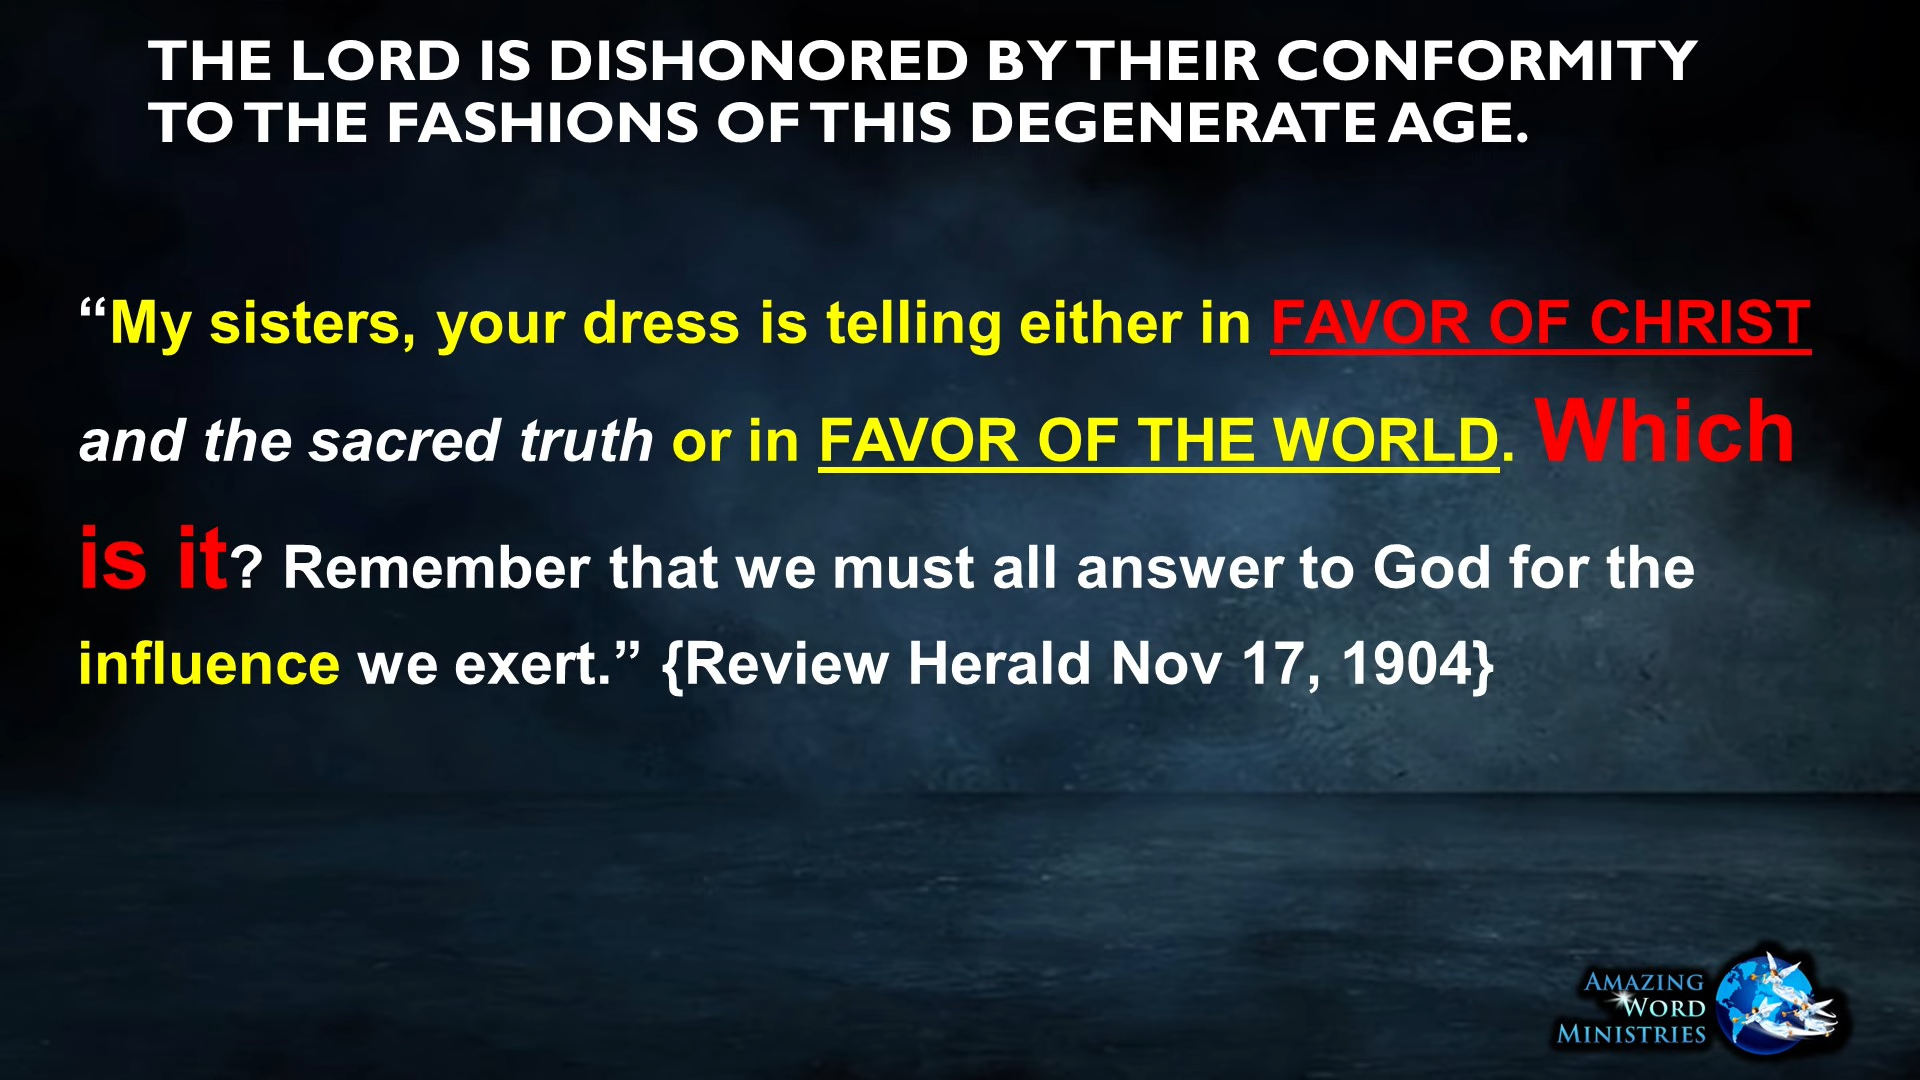 THE LORD IS DISHONORED BY THEIR CONFORMITY
TO THE FASHIONS OF THIS DEGENERATE AGE.
“My sisters, your dress is telling either in FAVOR OF CHRIST
and the sacred truth or in FAVOR OF THE WORLD. Which
is it? Remember that we must all answer to God for the
influence we exert.” {Review Herald Nov 17, 1904}
AMAZING
WORD
MINISTRIES